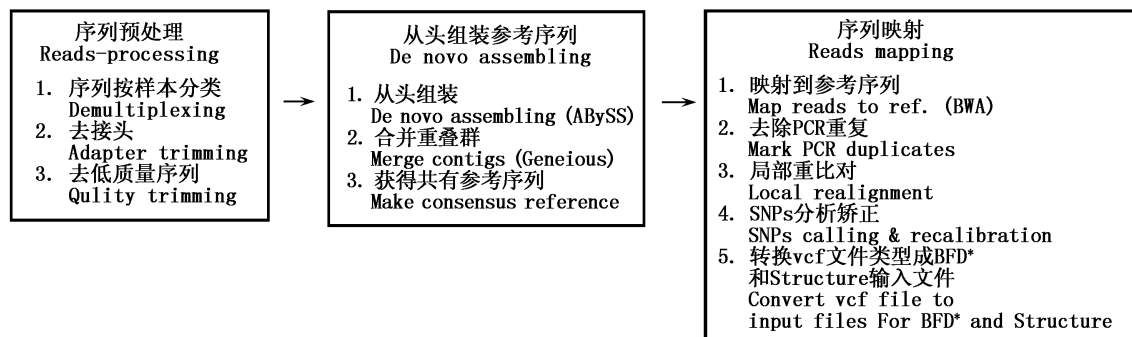 序列预处理
Reads-processing
1. 序列按样本分类
Demultiplexing
2. 去接头
Adapter trimming
3. 去低质量序列
Qulity trimming
从头组装参考序列
De novo assembling
1. 从头组装
De novo assembling (ABySS)
2. 合并重叠群
Merge contigs (Geneious)
3. 获得共有参考序列
Make consensus reference
序列映射
Reads mapping
1. 映射到参考序列
Map reads to ref. (BWA)
2. 去除PCR重复
Mark PCR duplicates
3. 局部重比对
Local realignment
4. SNPs分析矫正
SNPs calling & recalibration
5. 转换vcf文件类型成BFD*
和Structure输入文件
Convert vcf file to
input files For BFD* and Structure